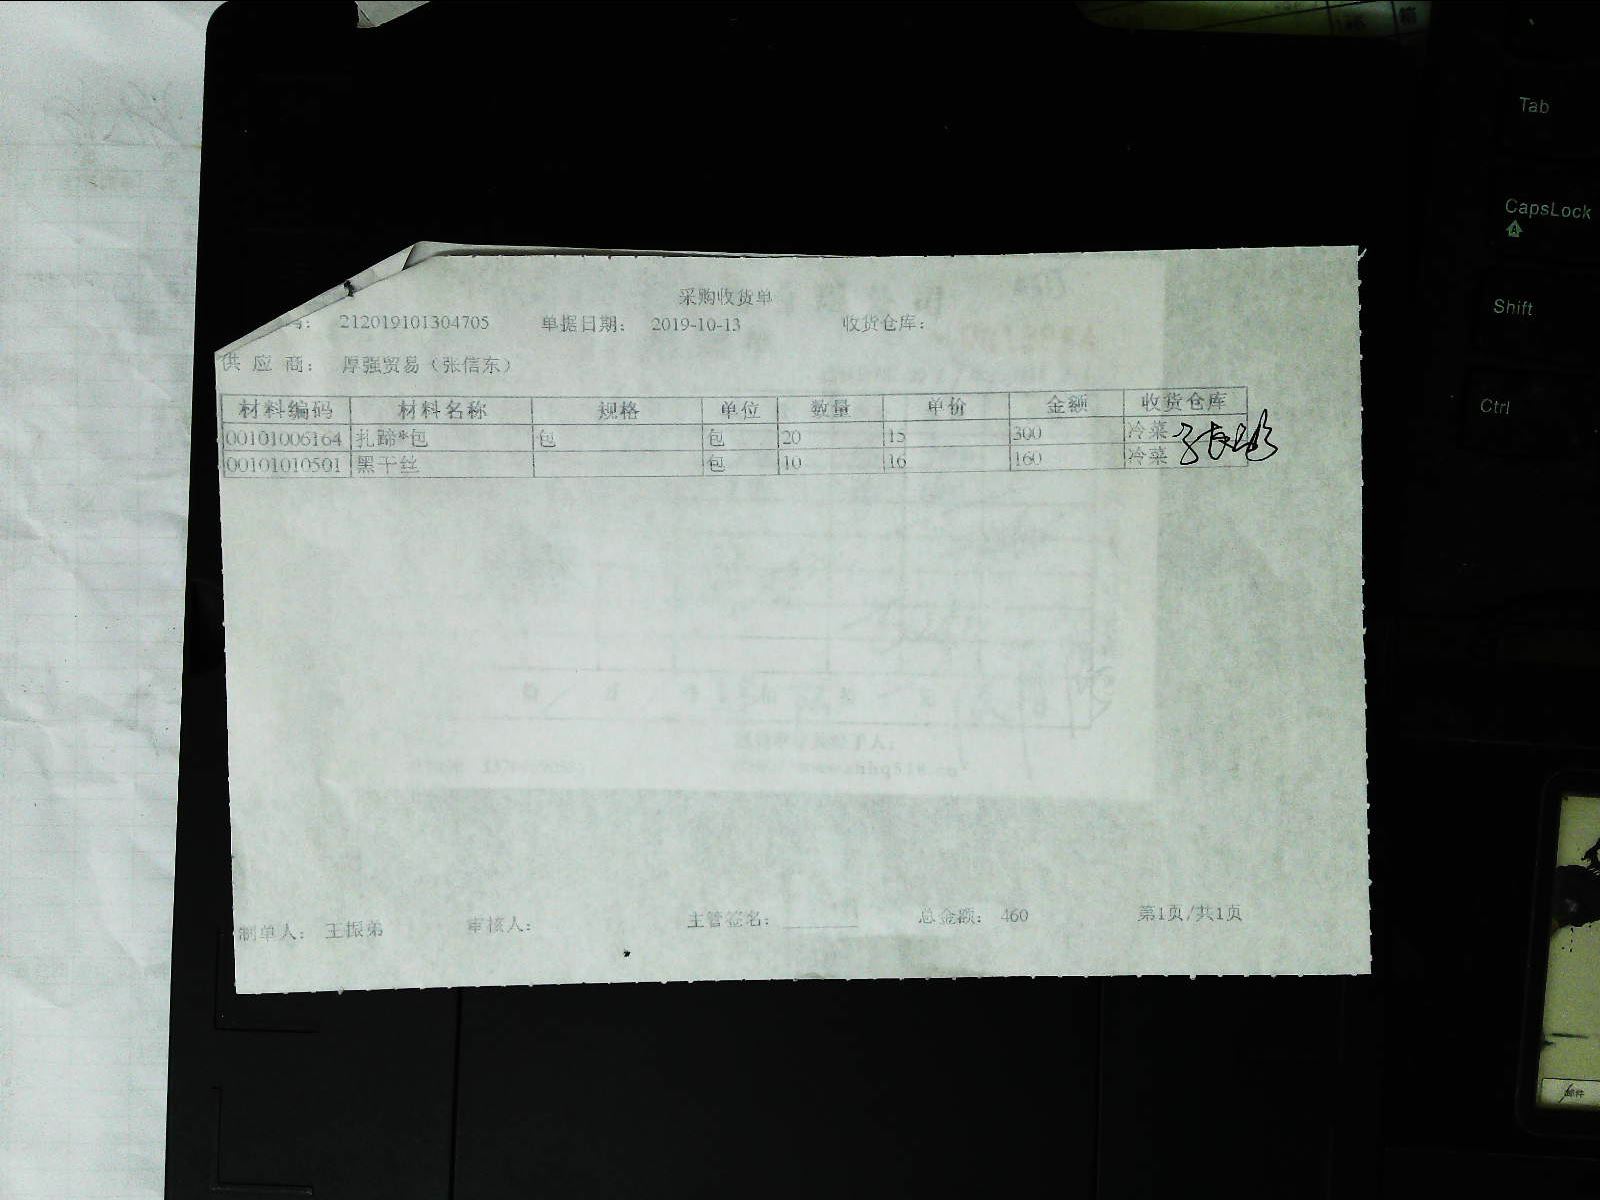 采购收货单
号： 212019101304705 单据日期： 2019-10-13 收货仓库：
供 应 商： 厚强贸易（张信东）
材料编码 材料名称 规格 单位 数量 单价 金额 收货仓库
00101006164 扎蹄*包 包 包 20 15 300 冷菜
00101010501 黑干丝 包 10 16 160 冷菜
制单人： 王振弟 审核人： 主管签名： 总金额： 460 第1页/共1页
Tab
CapsLock
Shift
Ctrl
邮件